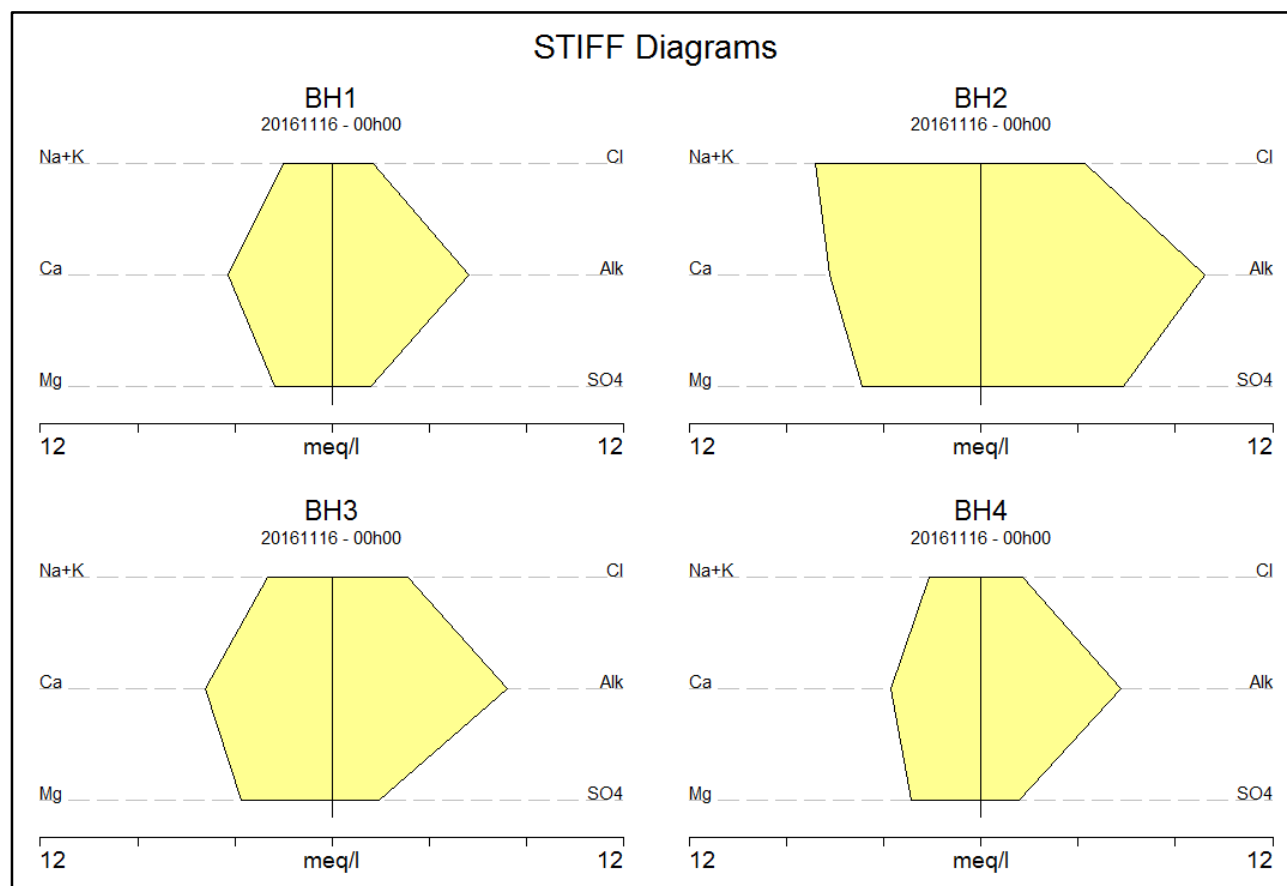 STIFF Diagrams
BH1
20161116 - 00h00
Na+K Cl
Ca Alk
Mg SO4
12 meq/l 12
BH2
20161116 - 00h00
Na+K Cl
Ca Alk
Mg SO4
12 meq/l 12
BH3
20161116 - 00h00
Na+K Cl
Ca Alk
Mg SO4
12 meq/l 12
BH4
20161116 - 00h00
Na+K Cl
Ca Alk
Mg SO4
12 meq/l 12